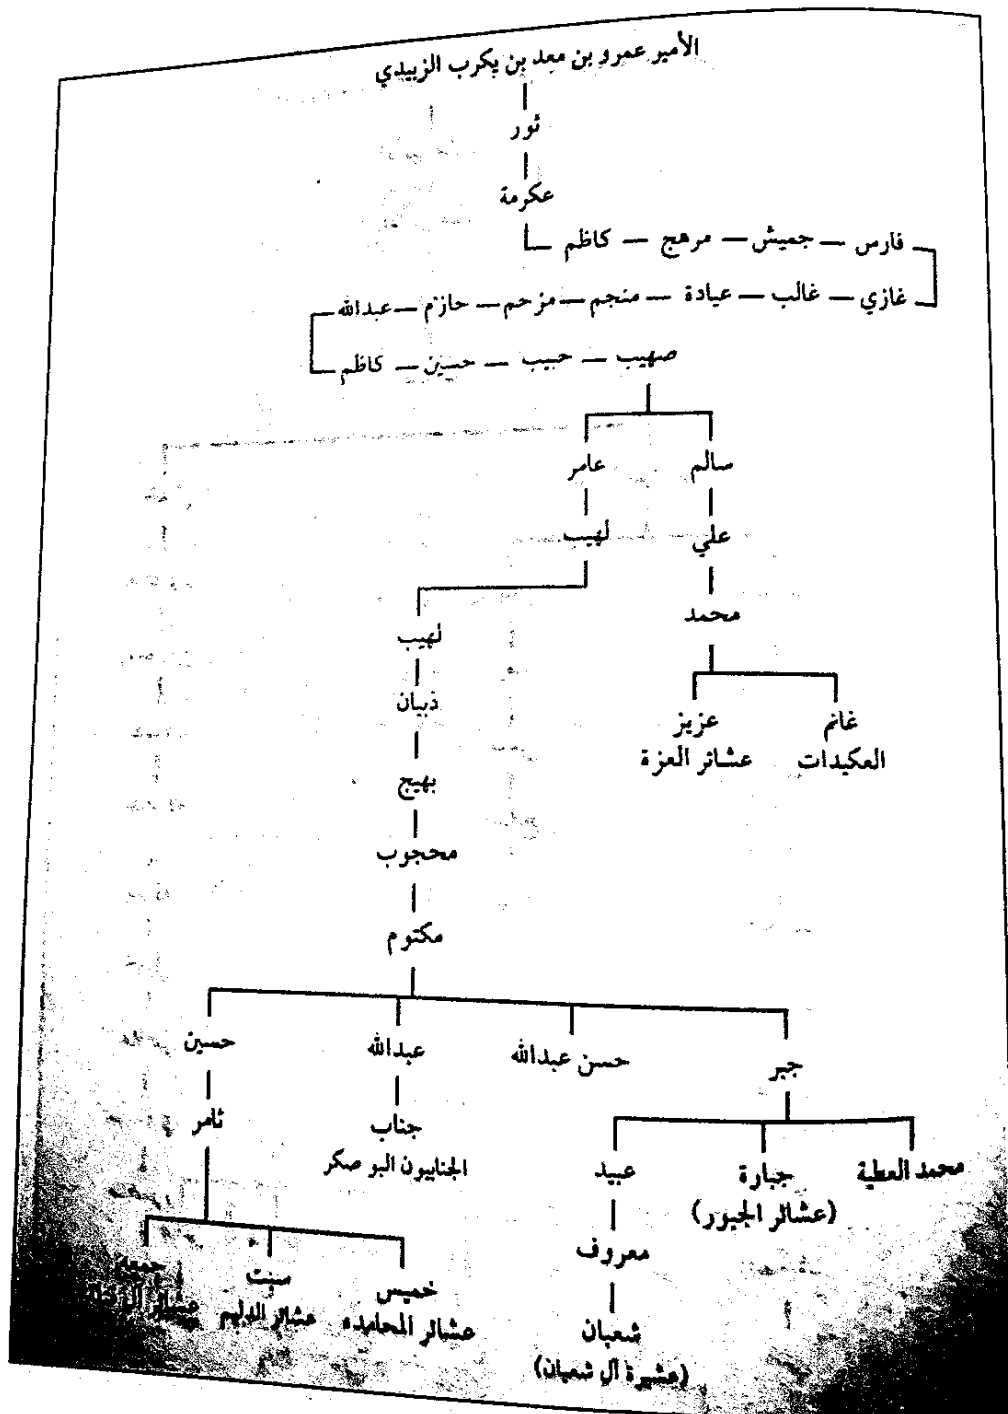 الأمير عمرو بن معد بن يكرب الزبيدي
ثور
عكرمة
فارس — جميش — مرهج — كاظم
غازي — غالب — عيادة — منجم — مزحم — حازم — عبدالله
صهيب — حبيب — حسين — كاظم
سالم عامر
علي لهيب
محمد لهيب
ذبيان
غانم عزيز
العكيدات عشائر العزة
بهيج
محجوب
مكتوم
جبر حسن عبدالله عبدالله حسين
جناب ثامر
محمد العطية جبارة عبيد الجنابيون البو صكر
(عشائر الجبور)
معروف
خميس سبت جمعة
عشائر المحامده عشائر الدليم عشائر
شعبان
(عشيرة آل شعبان)